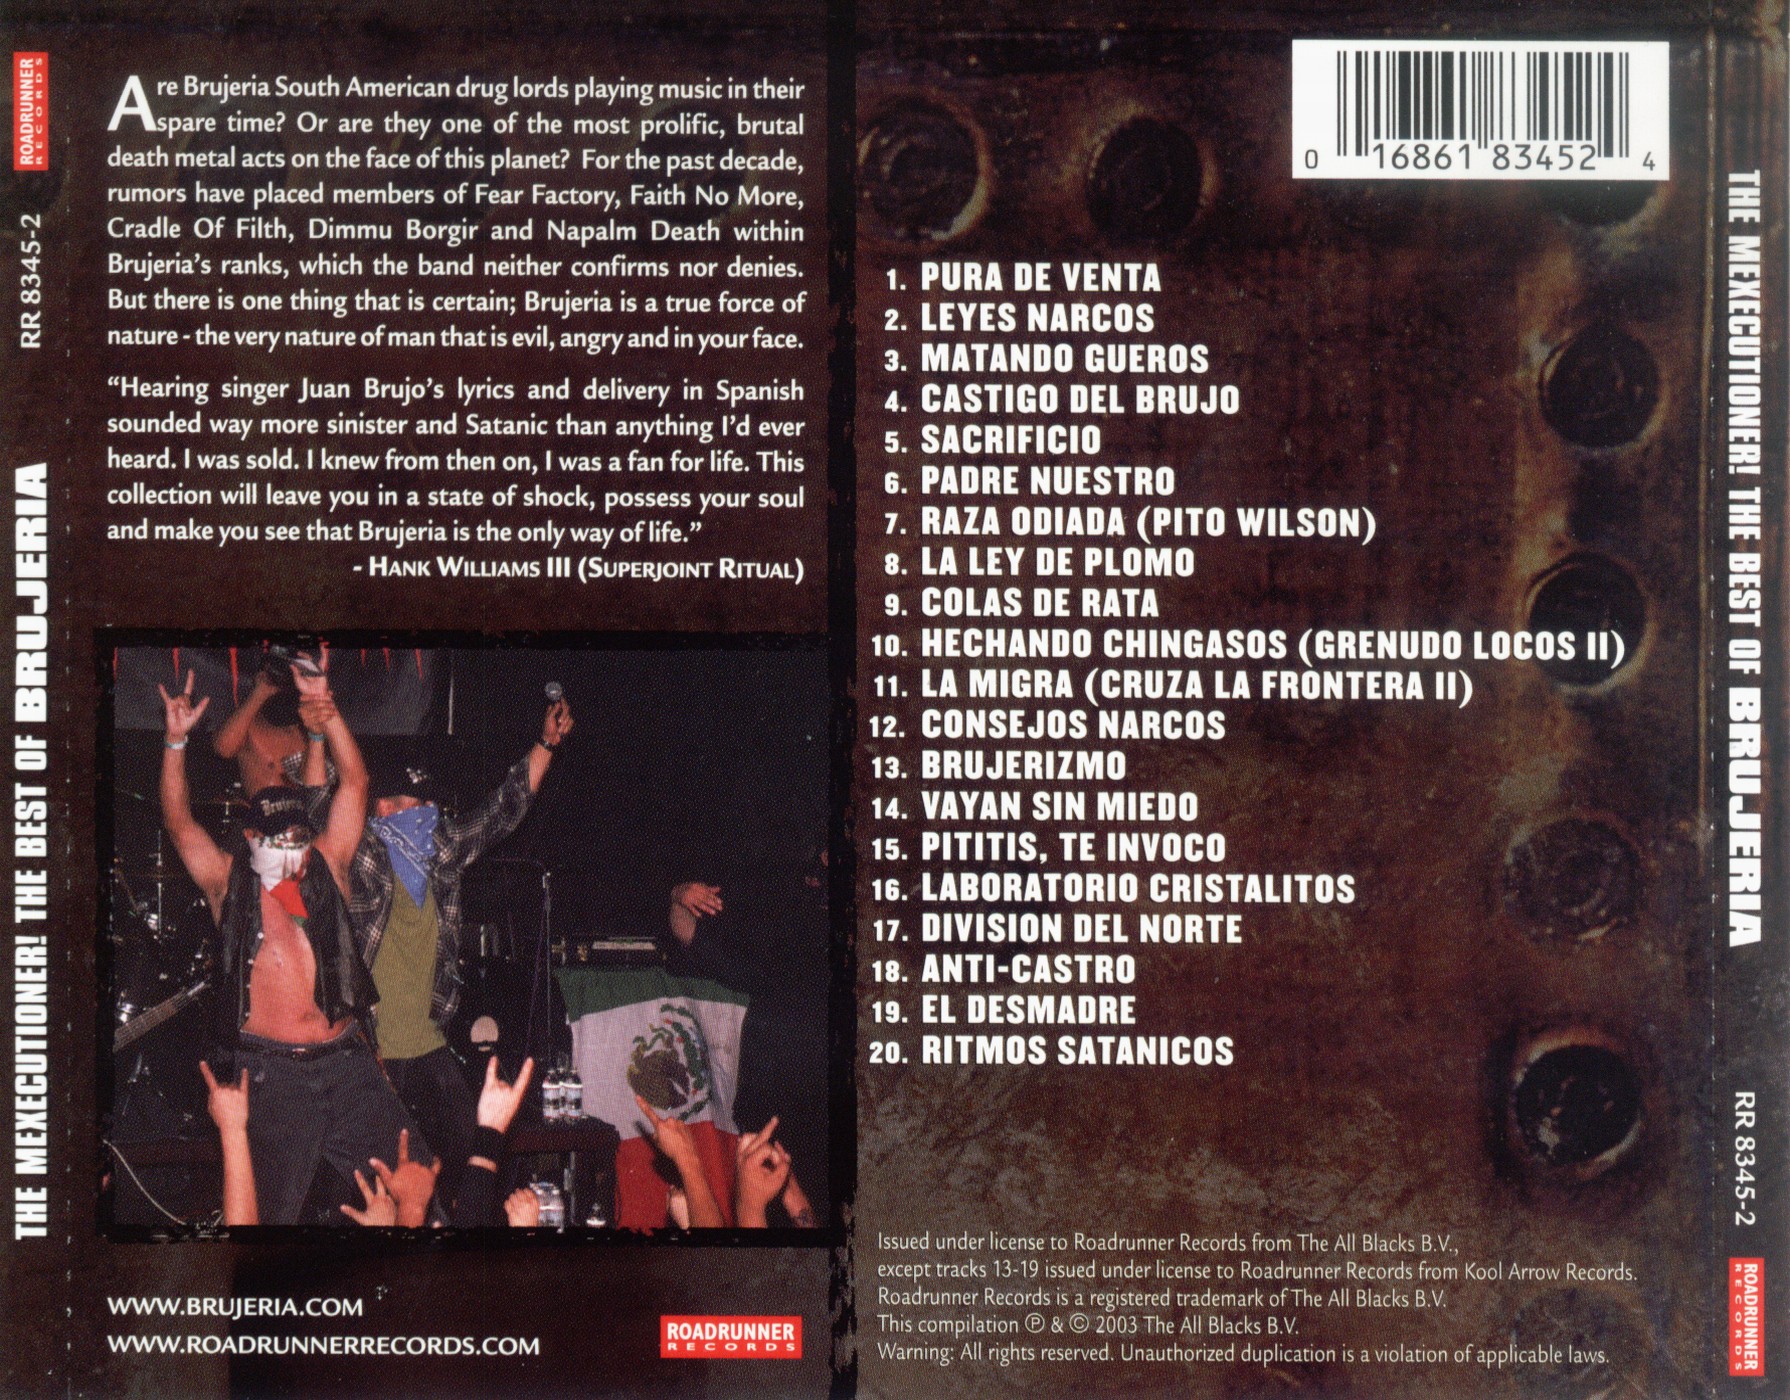 ROADRUNNER
RECORDS
RR 8345-2
THE MEXECUTIONER! THE BEST OF BRUJERIA
Are Brujeria South American drug lords playing music in their
spare time? Or are they one of the most prolific, brutal
death metal acts on the face of this planet? For the past decade,
rumors have placed members of Fear Factory, Faith No More,
Cradle Of Filth, Dimmu Borgir and Napalm Death within
Brujeria's ranks, which the band neither confirms nor denies.
But there is one thing that is certain; Brujeria is a true force of
nature - the very nature of man that is evil, angry and in your face.
“Hearing singer Juan Brujo's lyrics and delivery in Spanish
sounded way more sinister and Satanic than anything I'd ever
heard. I was sold. I knew from then on, I was a fan for life. This
collection will leave you in a state of shock, possess your soul
and make you see that Brujeria is the only way of life.”
- HANK WILLIAMS III (SUPERJOINT RITUAL)
WWW.BRUJERIA.COM
WWW.ROADRUNNERRECORDS.COM
ROADRUNNER
RECORDS
0 16861 83452 4
1. PURA DE VENTA
2. LEYES NARCOS
3. MATANDO GUEROS
4. CASTIGO DEL BRUJO
5. SACRIFICIO
6. PADRE NUESTRO
7. RAZA ODIADA (PITO WILSON)
8. LA LEY DE PLOMO
9. COLAS DE RATA
10. HECHANDO CHINGASOS (GRENUDO LOCOS II)
11. LA MIGRA (CRUZA LA FRONTERA II)
12. CONSEJOS NARCOS
13. BRUJERIZMO
14. VAYAN SIN MIEDO
15. PITITIS, TE INVOCO
16. LABORATORIO CRISTALITOS
17. DIVISION DEL NORTE
18. ANTI-CASTRO
19. EL DESMADRE
20. RITMOS SATANICOS
Issued under license to Roadrunner Records from The All Blacks B.V.,
except tracks 13-19 issued under license to Roadrunner Records from Kool Arrow Records.
Roadrunner Records is a registered trademark of The All Blacks B.V.
This compilation ℗ & © 2003 The All Blacks B.V.
Warning: All rights reserved. Unauthorized duplication is a violation of applicable laws.
THE MEXECUTIONER! THE BEST OF BRUJERIA
RR 8345-2
ROADRUNNER
RECORDS